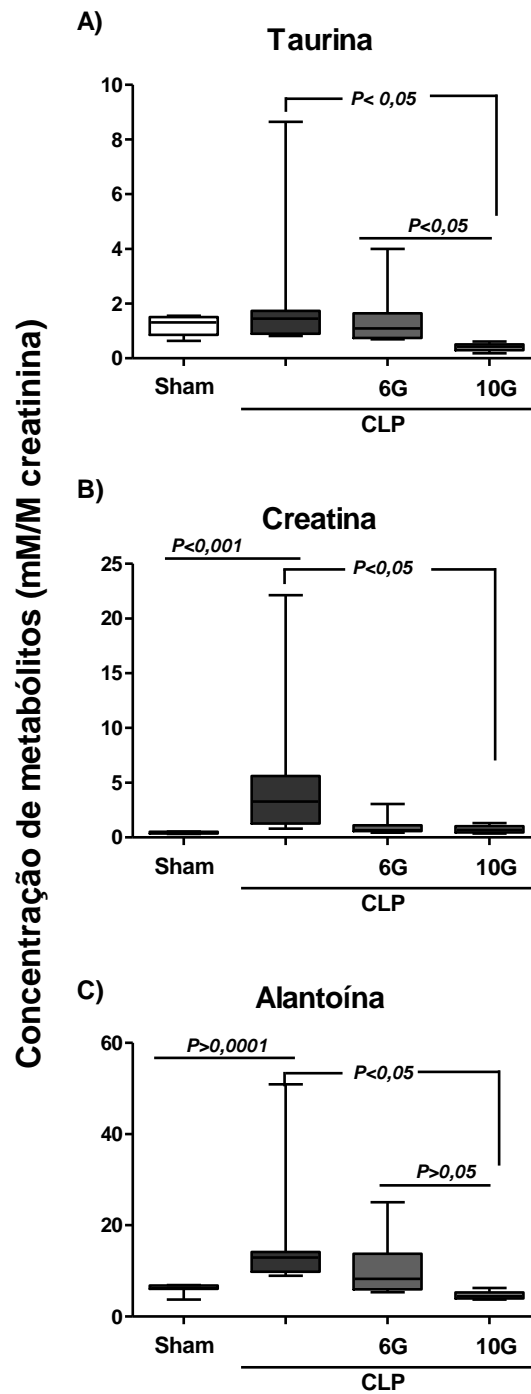 Concentração de metabólitos (mM/M creatinina)
A)
Taurina
P< 0,05
P<0,05
10
8
6
4
2
0
Sham
6G
10G
CLP
B)
Creatina
P<0,001
P<0,05
25
20
15
10
5
0
Sham
6G
10G
CLP
C)
Alantoína
P>0,0001
P<0,05
P>0,05
60
40
20
0
Sham
6G
10G
CLP